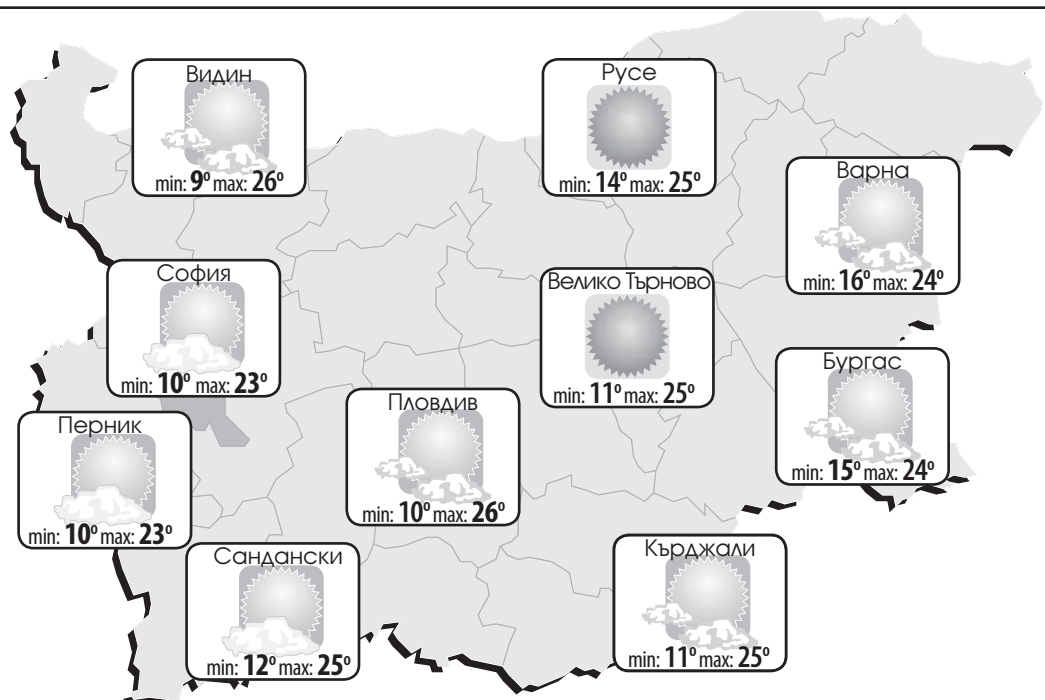 Видин
min: 9º max: 26º
Русе
min: 14º max: 25º
Варна
min: 16º max: 24º
София
min: 10º max: 23º
Велико Търново
min: 11º max: 25º
Бургас
min: 15º max: 24º
Пловдив
min: 10º max: 26º
Перник
min: 10º max: 23º
Сандански
min: 12º max: 25º
Кърджали
min: 11º max: 25º